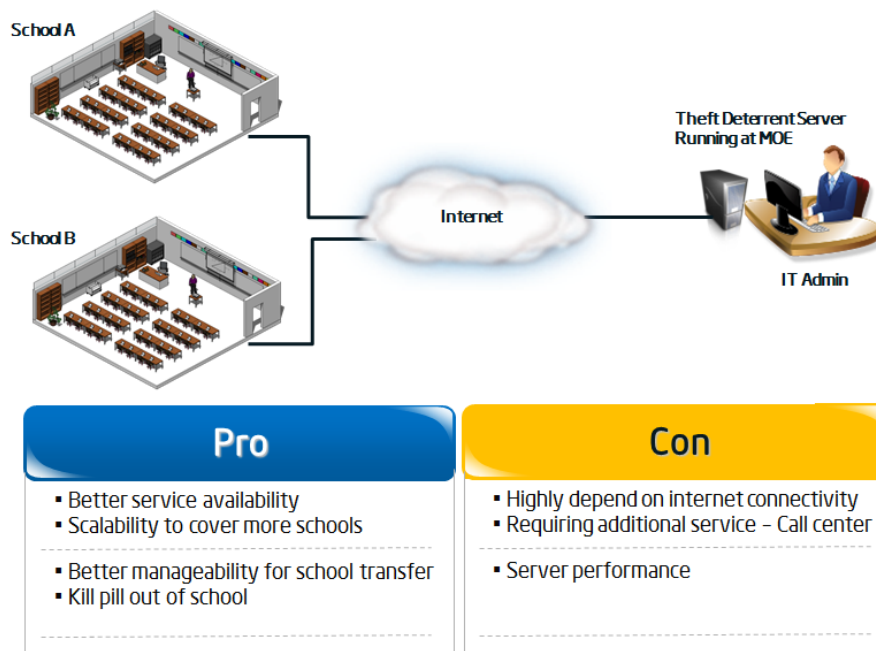 School A
Theft Deterrent Server
Running at MOE
Internet
School B
IT Admin
Pro
▪ Better service availability
▪ Scalability to cover more schools
▪ Better manageability for school transfer
▪ Kill pill out of school
Con
▪ Highly depend on internet connectivity
▪ Requiring additional service – Call center
▪ Server performance